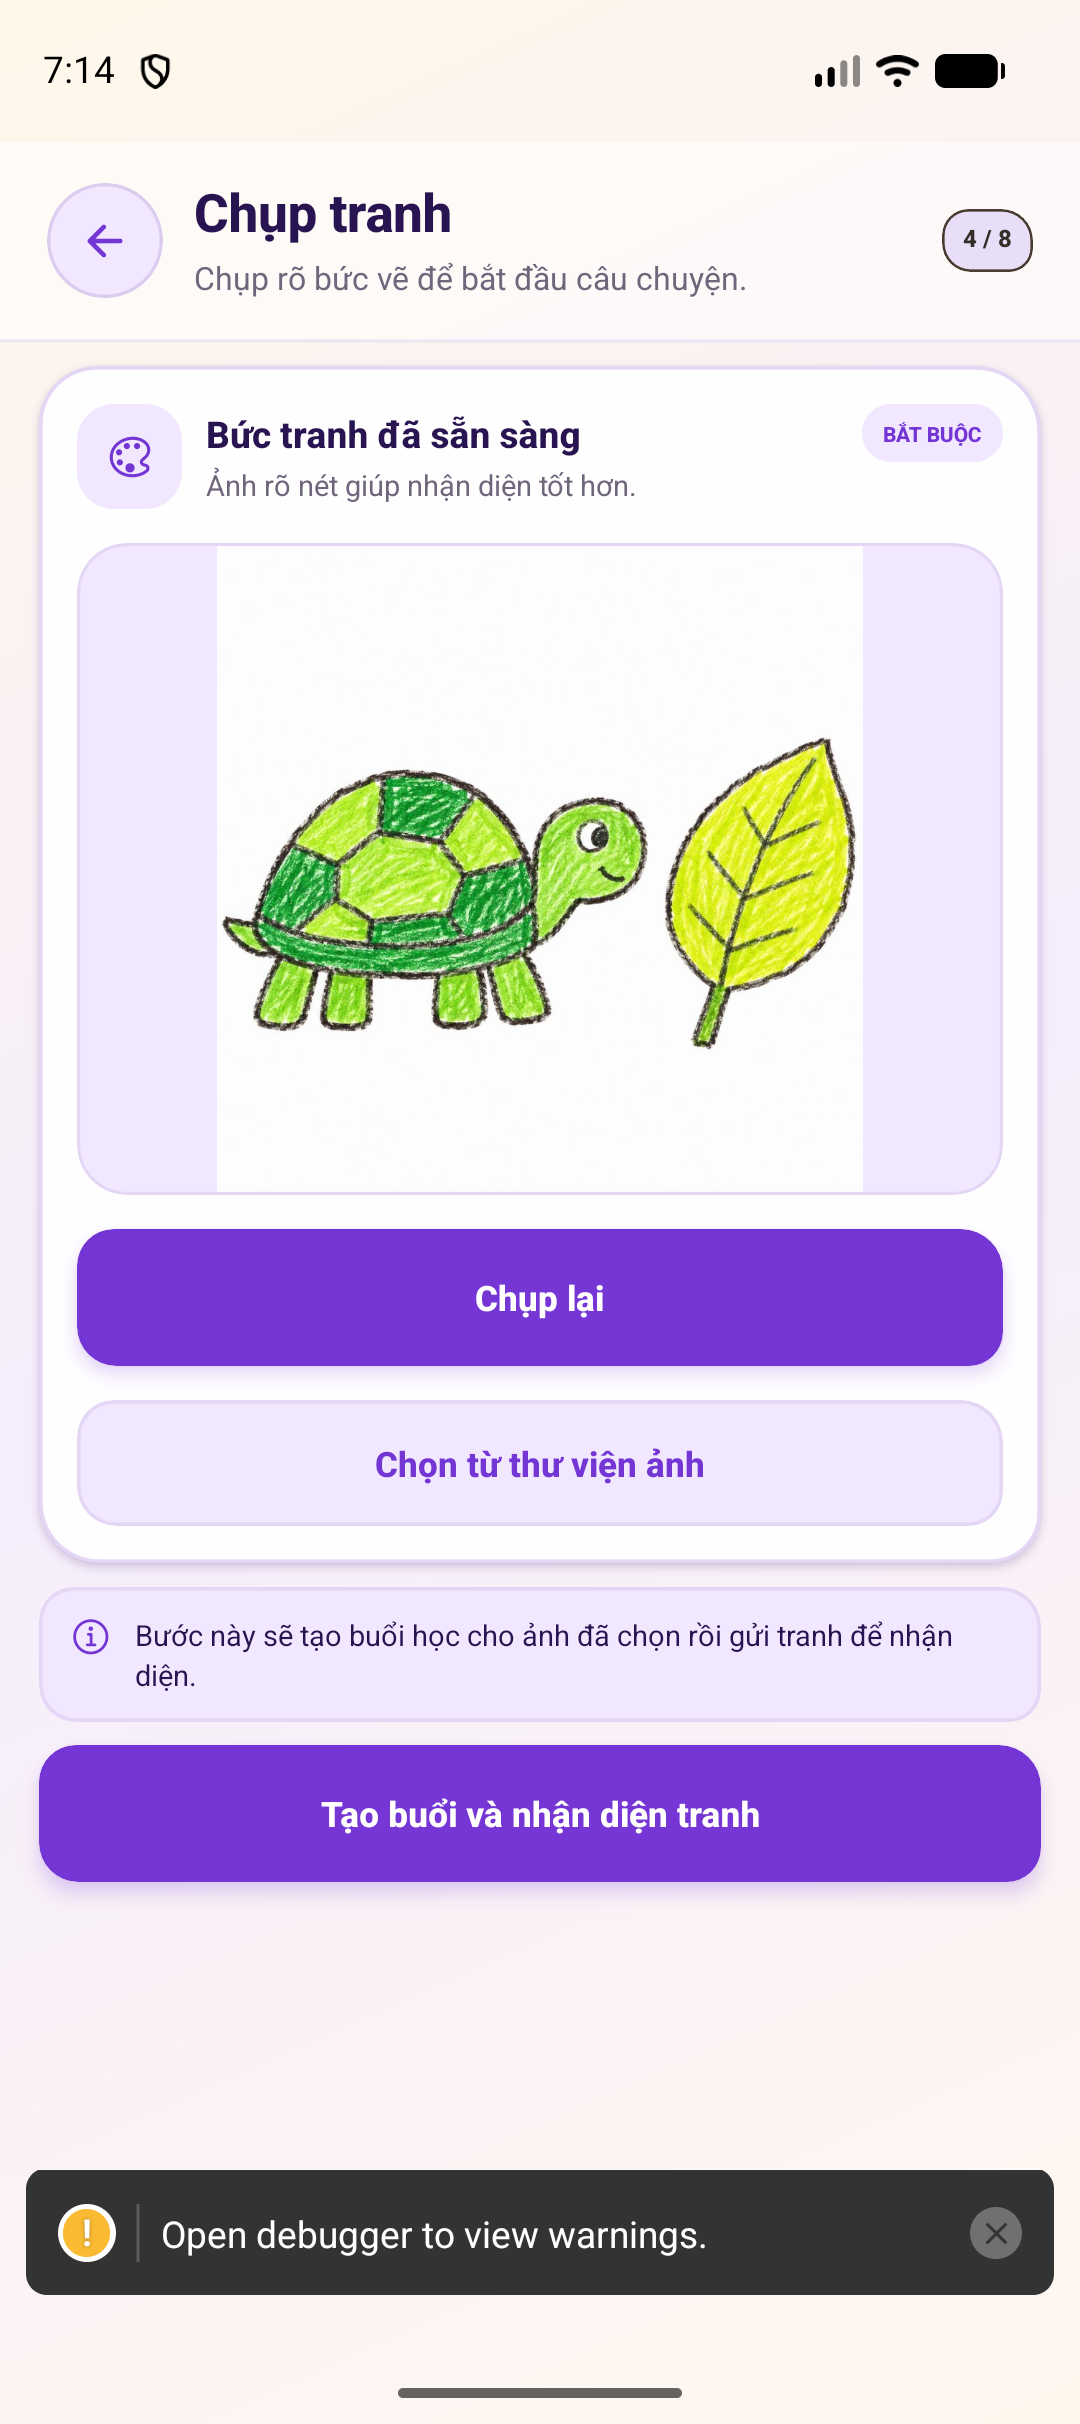 7:14
Chụp tranh
Chụp rõ bức vẽ để bắt đầu câu chuyện.
4 / 8
Bức tranh đã sẵn sàng
BẮT BUỘC
Ảnh rõ nét giúp nhận diện tốt hơn.
Chụp lại
Chọn từ thư viện ảnh
Bước này sẽ tạo buổi học cho ảnh đã chọn rồi gửi tranh để nhận
diện.
Tạo buổi và nhận diện tranh
Open debugger to view warnings.